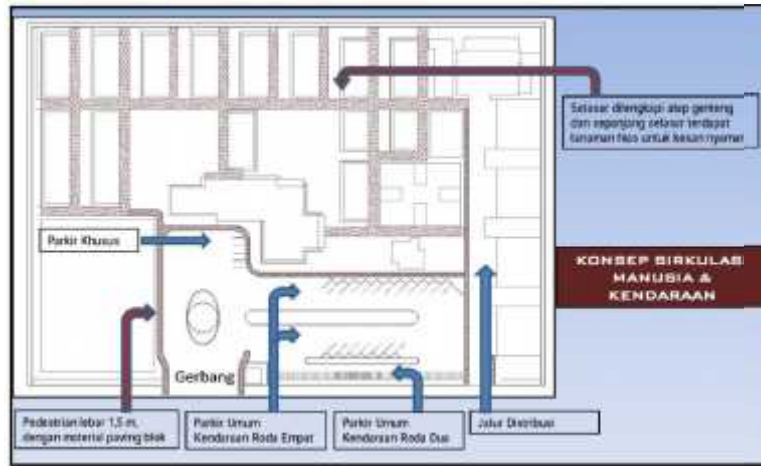 Selasar dilengkapi atap genteng
dan sepanjang selasar terdapat
tanaman hias untuk kesan nyaman
Parkir Khusus
KONSEP SIRKULASI
MANUSIA &
KENDARAAN
Gerbang
Pedestrian lebar 1,5 m,
dengan material paving blok
Parkir Umum
Kendaraan Roda Empat
Parkir Umum
Kendaraan Roda Dua
Jalur Distribusi